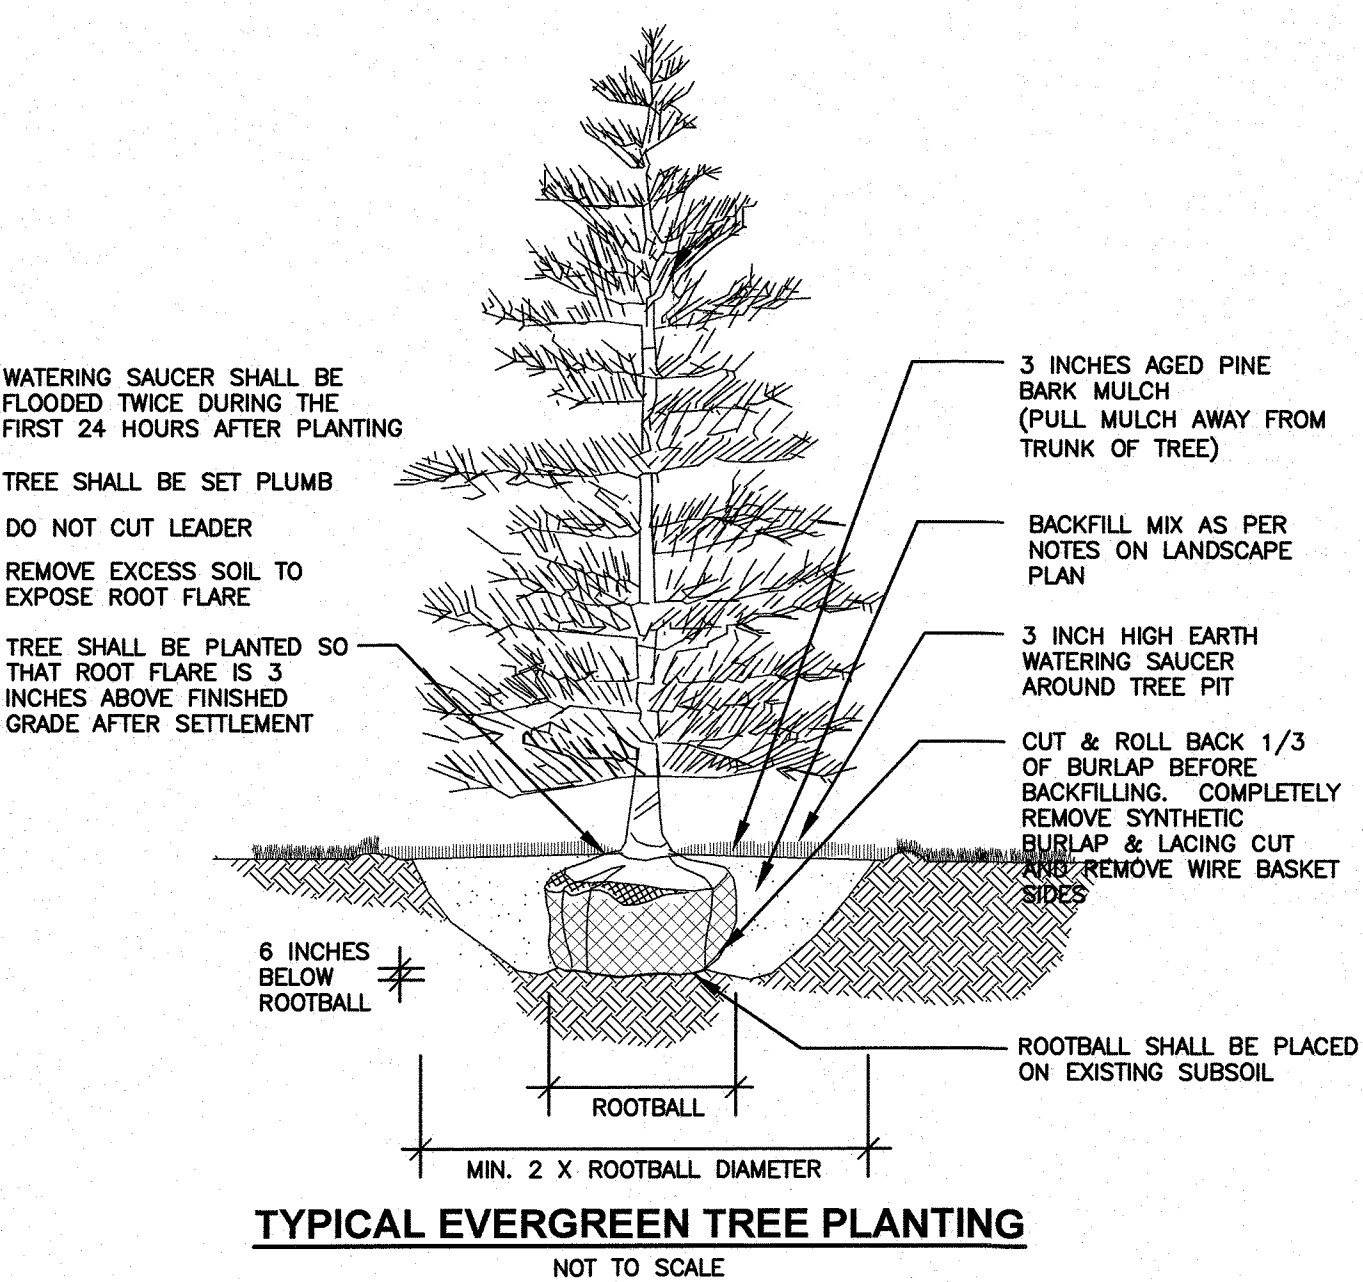 WATERING SAUCER SHALL BE
FLOODED TWICE DURING THE
FIRST 24 HOURS AFTER PLANTING
TREE SHALL BE SET PLUMB
DO NOT CUT LEADER
REMOVE EXCESS SOIL TO
EXPOSE ROOT FLARE
TREE SHALL BE PLANTED SO
THAT ROOT FLARE IS 3
INCHES ABOVE FINISHED
GRADE AFTER SETTLEMENT
6 INCHES
BELOW
ROOTBALL
3 INCHES AGED PINE
BARK MULCH
(PULL MULCH AWAY FROM
TRUNK OF TREE)
BACKFILL MIX AS PER
NOTES ON LANDSCAPE
PLAN
3 INCH HIGH EARTH
WATERING SAUCER
AROUND TREE PIT
CUT & ROLL BACK 1/3
OF BURLAP BEFORE
BACKFILLING. COMPLETELY
REMOVE SYNTHETIC
BURLAP & LACING CUT
AND REMOVE WIRE BASKET
SIDES
ROOTBALL SHALL BE PLACED
ON EXISTING SUBSOIL
ROOTBALL
MIN. 2 X ROOTBALL DIAMETER
TYPICAL EVERGREEN TREE PLANTING
NOT TO SCALE